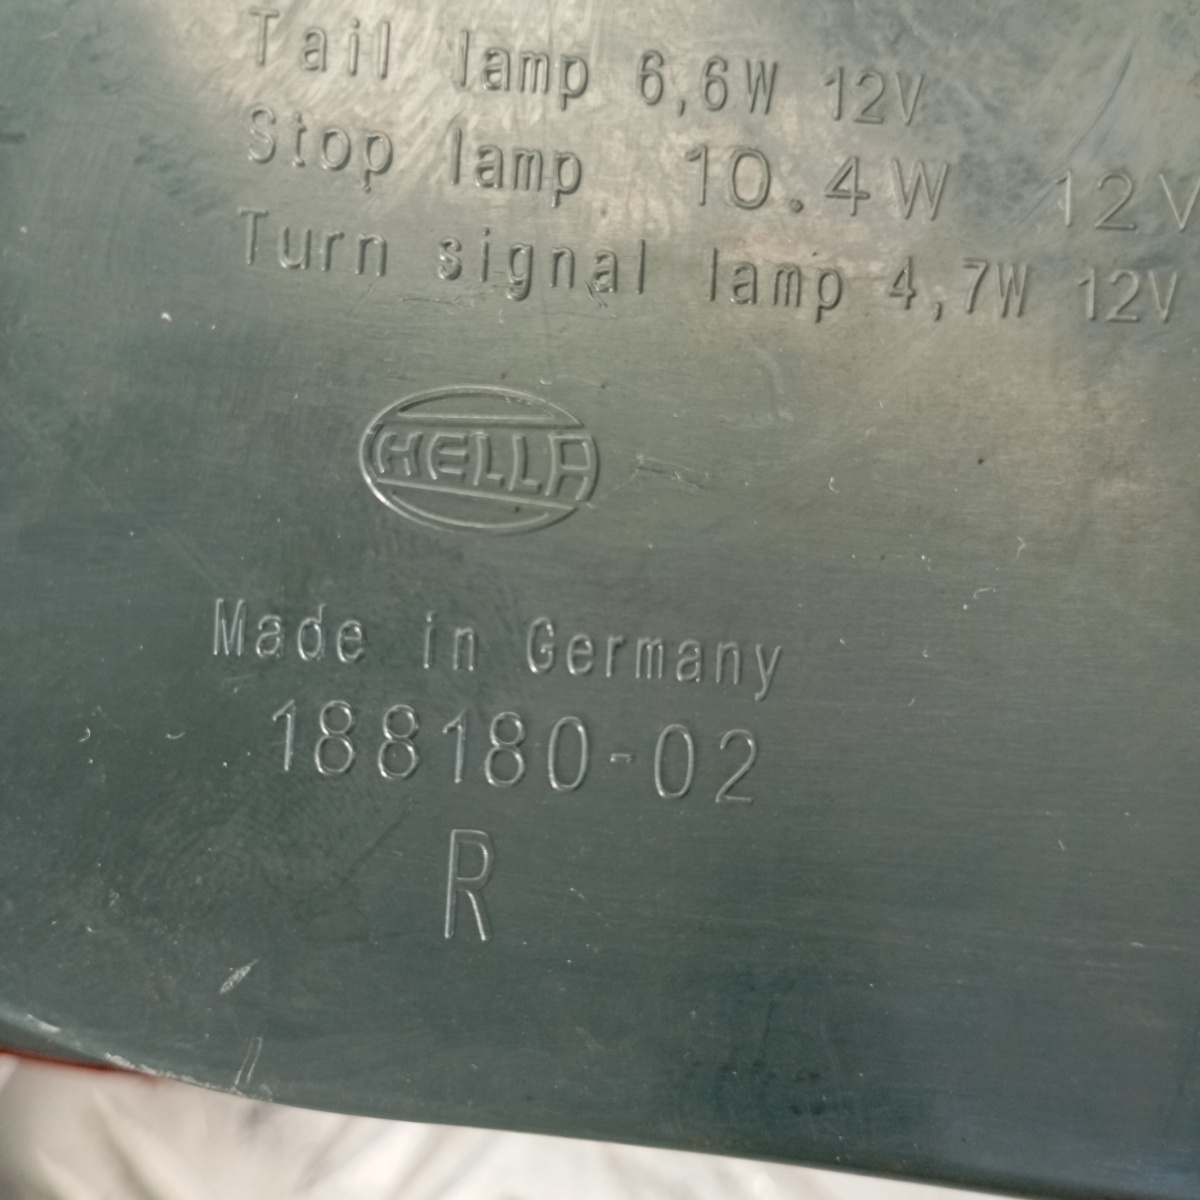 Tail lamp 6,6W 12V
Stop lamp 10.4W 12V
Turn signal lamp 4,7W 12V
HELLA
Made in Germany
188180-02
R